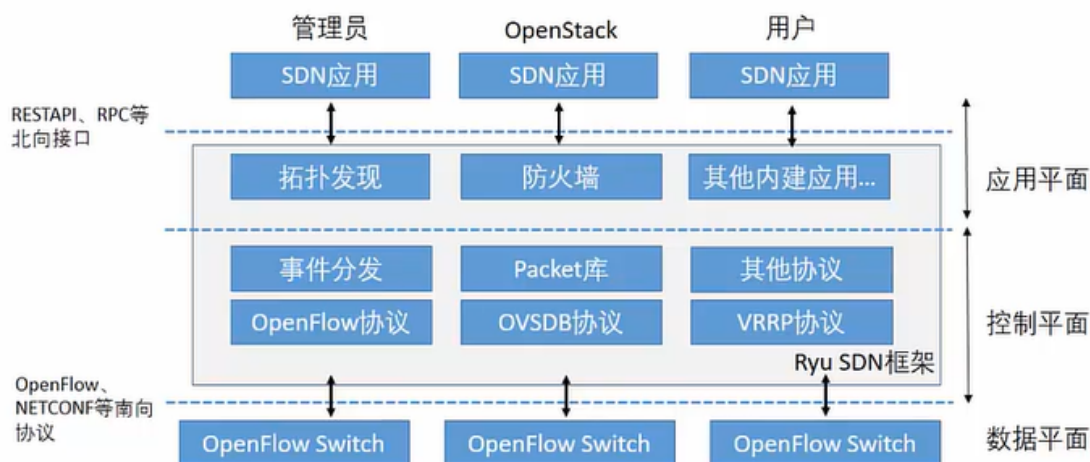 管理员
OpenStack
用户
SDN应用
SDN应用
SDN应用
RESTAPI、RPC等
北向接口
拓扑发现
防火墙
其他内建应用...
应用平面
事件分发
Packet库
其他协议
OpenFlow协议
OVSDB协议
VRRP协议
控制平面
Ryu SDN框架
OpenFlow、
NETCONF等南向
协议
OpenFlow Switch
OpenFlow Switch
OpenFlow Switch
数据平面